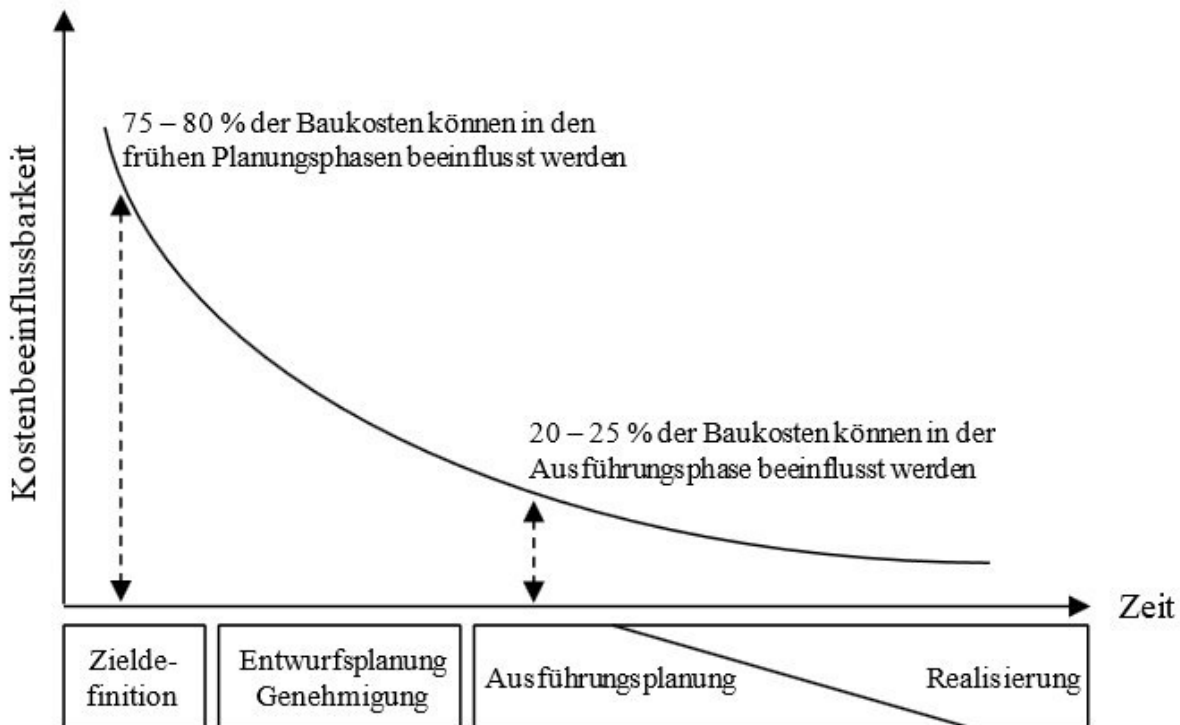 75 – 80 % der Baukosten können in den
frühen Planungsphasen beeinflusst werden
Kostenbeeinflussbarkeit
20 – 25 % der Baukosten können in der
Ausführungsphase beeinflusst werden
Zeit
Zielde-
finition
Entwurfsplanung
Genehmigung
Ausführungsplanung
Realisierung